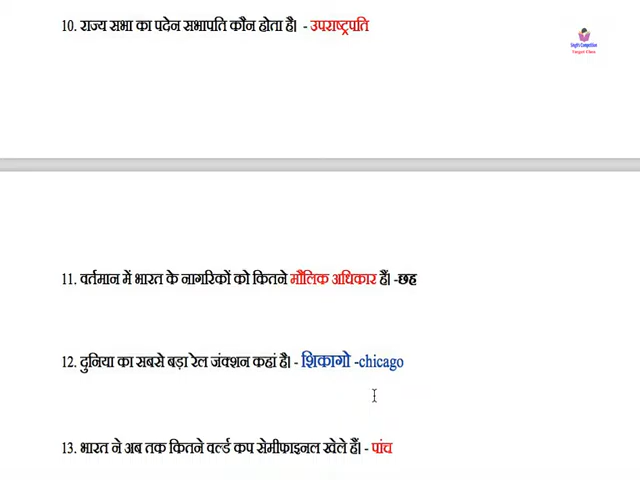 10. राज्य सभा का पदेन सभापति कौन होता है। - उपराष्ट्रपति
11. वर्तमान में भारत के नागरिकों को कितने मौलिक अधिकार हैं। -छह
12. दुनिया का सबसे बड़ा रेल जंक्शन कहां है। - शिकागो -chicago
13. भारत ने अब तक कितने वर्ल्ड कप सेमीफाइनल खेले हैं। - पांच